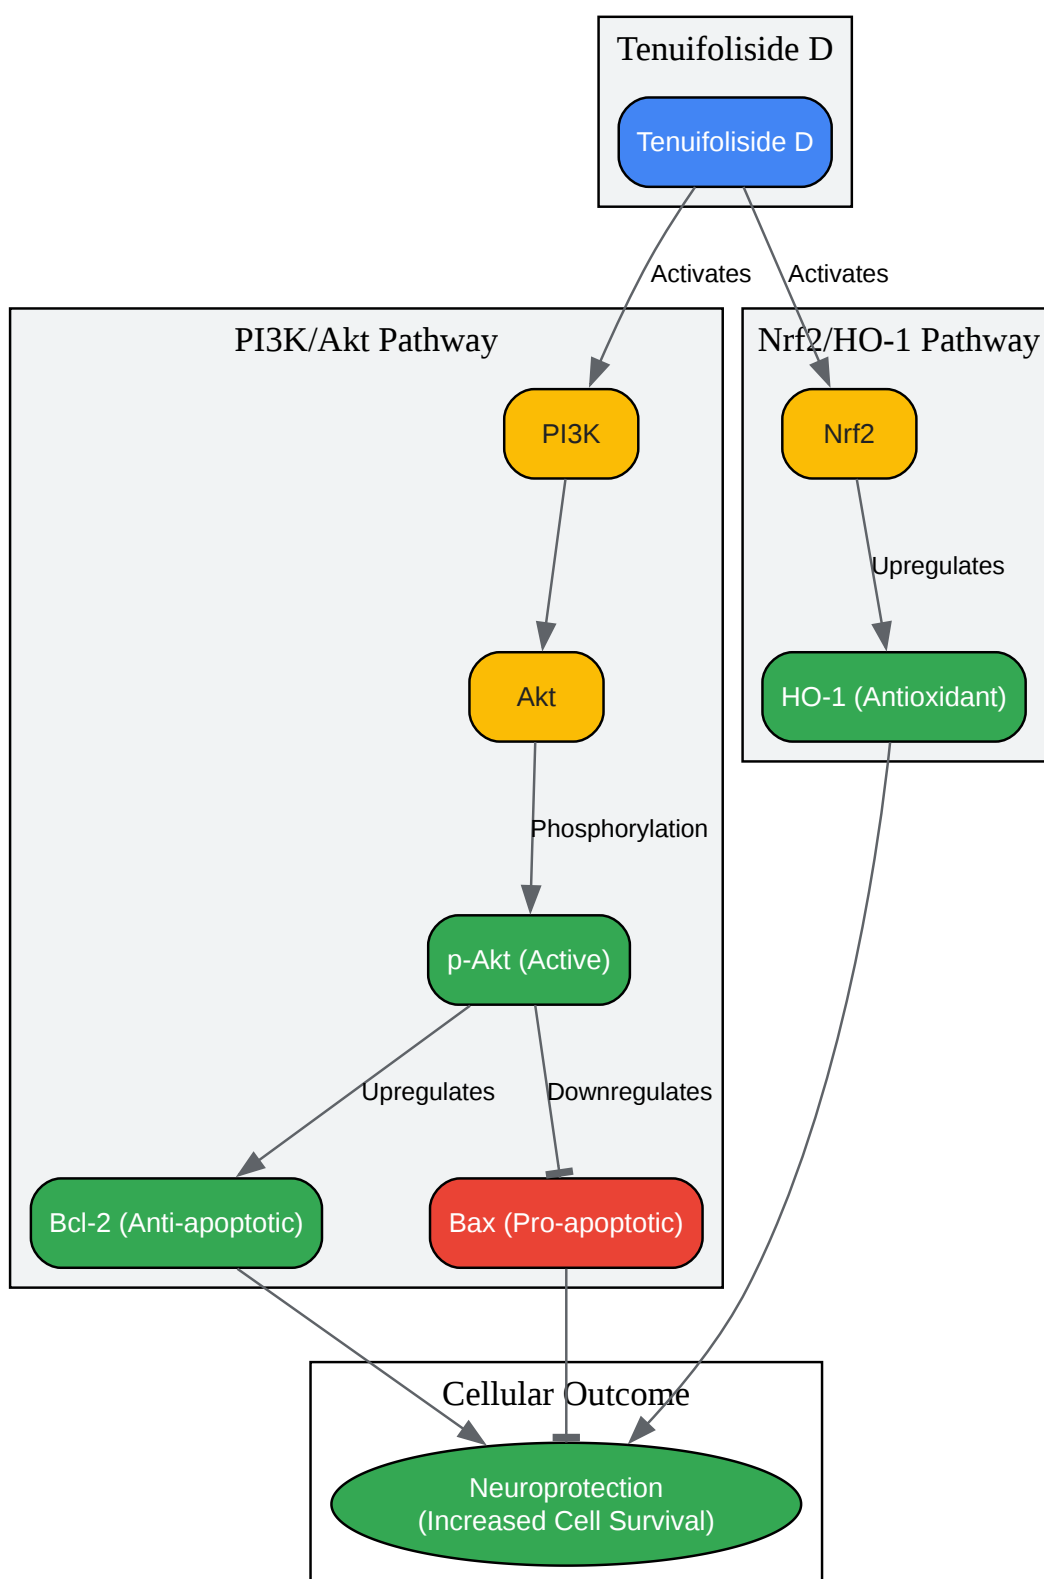 Tenuifoliside D
Tenuifoliside D
Activates
Activates
PI3K/Akt Pathway
Nrf2/HO-1 Pathway
PI3K
Nrf2
Upregulates
Akt
HO-1 (Antioxidant)
Phosphorylation
p-Akt (Active)
Upregulates
Downregulates
Bcl-2 (Anti-apoptotic)
Bax (Pro-apoptotic)
Cellular Outcome
Neuroprotection
(Increased Cell Survival)